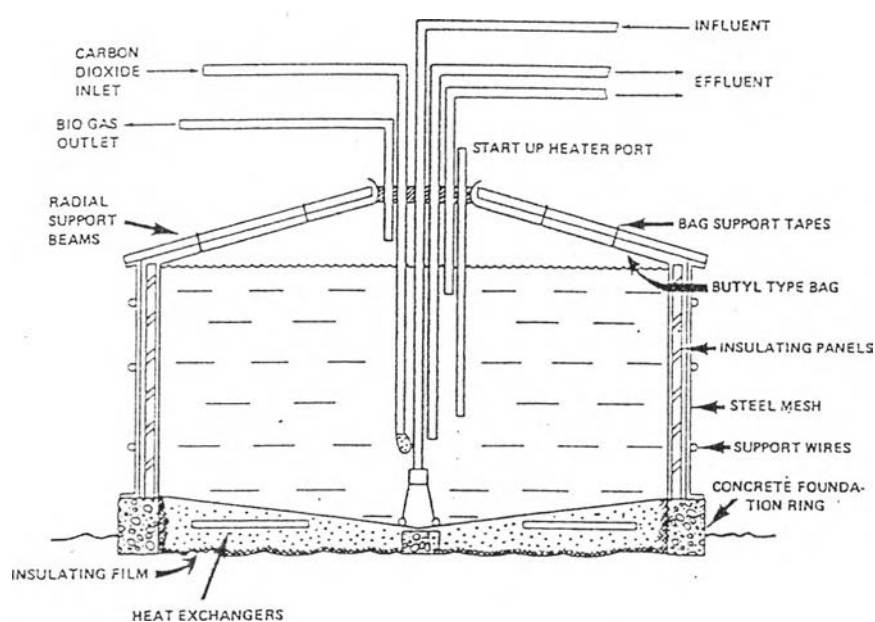 INFLUENT
CARBON
DIOXIDE
INLET
EFFLUENT
BIO GAS
OUTLET
START UP HEATER PORT
RADIAL
SUPPORT
BEAMS
BAG SUPPORT TAPES
BUTYL TYPE BAG
INSULATING PANELS
STEEL MESH
SUPPORT WIRES
CONCRETE FOUNDA-
TION RING
INSULATING FILM
HEAT EXCHANGERS